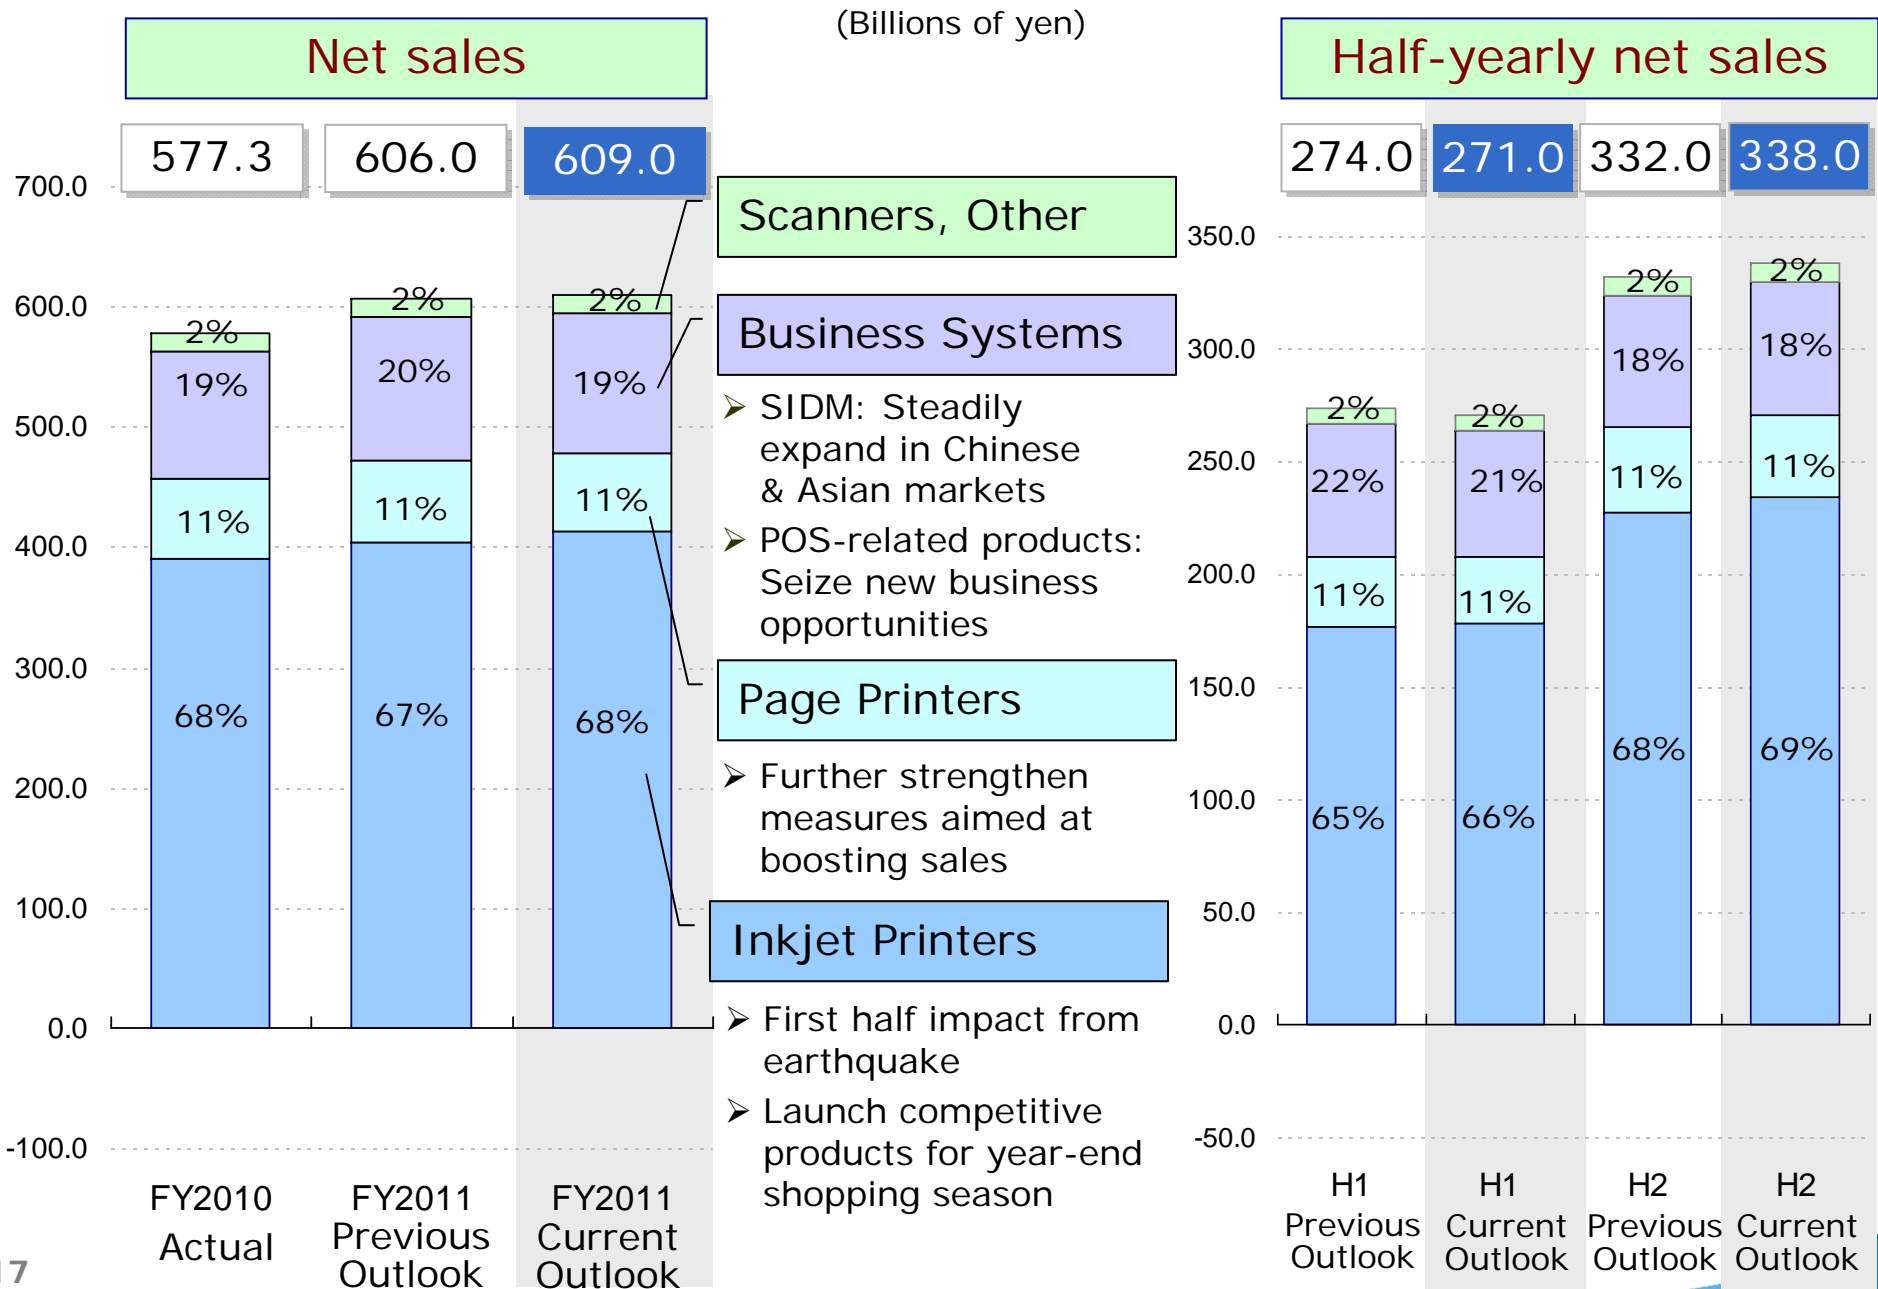 (Billions of yen)
Net sales
Half-yearly net sales
577.3
606.0
609.0
274.0
271.0
332.0
338.0
700.0
600.0
500.0
400.0
300.0
200.0
100.0
0.0
-100.0
2%
19%
11%
68%
2%
20%
11%
67%
2%
19%
11%
68%
FY2010
Actual
FY2011
Previous
Outlook
FY2011
Current
Outlook
Scanners, Other
Business Systems
➢ SIDM: Steadily
expand in Chinese
& Asian markets
➢ POS-related products:
Seize new business
opportunities
Page Printers
➢ Further strengthen
measures aimed at
boosting sales
Inkjet Printers
➢ First half impact from
earthquake
➢ Launch competitive
products for year-end
shopping season
350.0
300.0
250.0
200.0
150.0
100.0
50.0
0.0
-50.0
2%
22%
11%
65%
2%
21%
11%
66%
2%
18%
11%
68%
2%
18%
11%
69%
H1
Previous
Outlook
H1
Current
Outlook
H2
Previous
Outlook
H2
Current
Outlook
17